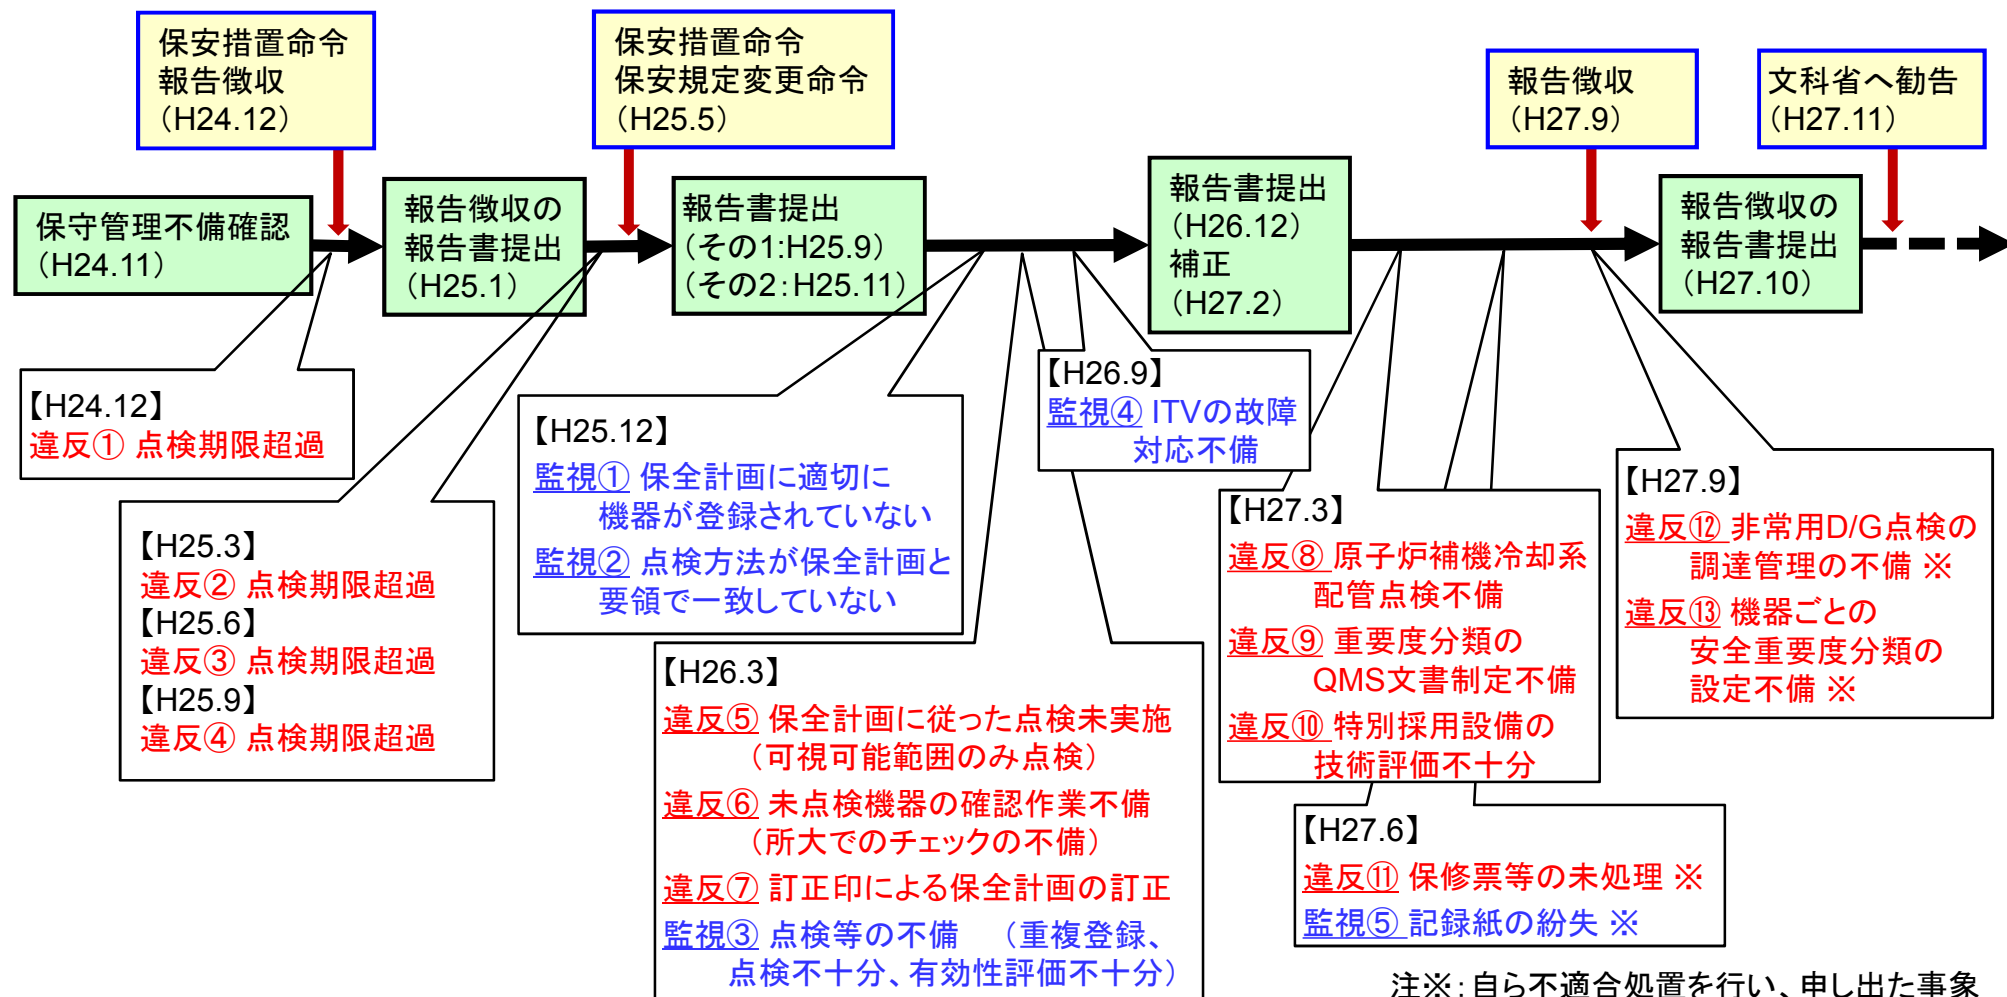 保安措置命令
報告徴収
（H24.12）
保安措置命令
保安規定変更命令
（H25.5）
報告徴収
（H27.9）
文科省へ勧告
（H27.11）
保守管理不備確認
（H24.11）
報告徴収の
報告書提出
（H25.1）
報告書提出
（その1：H25.9）
（その2：H25.11）
報告書提出
（H26.12）
補正
（H27.2）
報告徴収の
報告書提出
（H27.10）
【H24.12】
違反① 点検期限超過
【H25.3】
違反② 点検期限超過
【H25.6】
違反③ 点検期限超過
【H25.9】
違反④ 点検期限超過
【H25.12】
監視① 保全計画に適切に
機器が登録されていない
監視② 点検方法が保全計画と
要領で一致していない
【H26.3】
違反⑤ 保全計画に従った点検未実施
（可視可能範囲のみ点検）
違反⑥ 未点検機器の確認作業不備
（所大でのチェックの不備）
違反⑦ 訂正印による保全計画の訂正
監視③ 点検等の不備　（重複登録、
点検不十分、有効性評価不十分）
【H26.9】
監視④ ITVの故障
対応不備
【H27.3】
違反⑧ 原子炉補機冷却系
配管点検不備
違反⑨ 重要度分類の
QMS文書制定不備
違反⑩ 特別採用設備の
技術評価不十分
【H27.6】
違反⑪ 保修票等の未処理 ※
監視⑤ 記録紙の紛失 ※
【H27.9】
違反⑫ 非常用D/G点検の
調達管理の不備 ※
違反⑬ 機器ごとの
安全重要度分類の
設定不備 ※
注※：自ら不適合処置を行い、申し出た事象